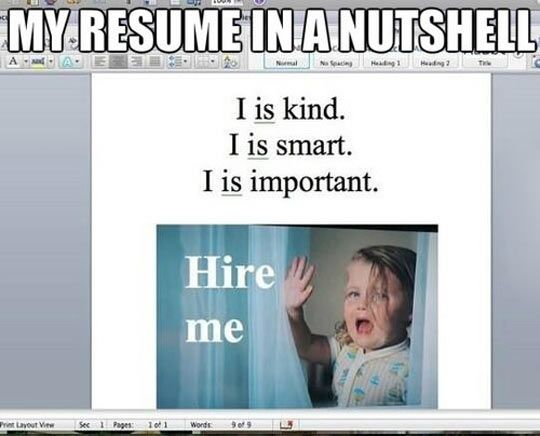 MY RESUME IN A NUTSHELL
Normal No Spacing Heading 1 Heading 2 Title
I is kind.
I is smart.
I is important.
Hire
me
Print Layout View Sec 1 Pages: 1 of 1 Words: 9 of 9